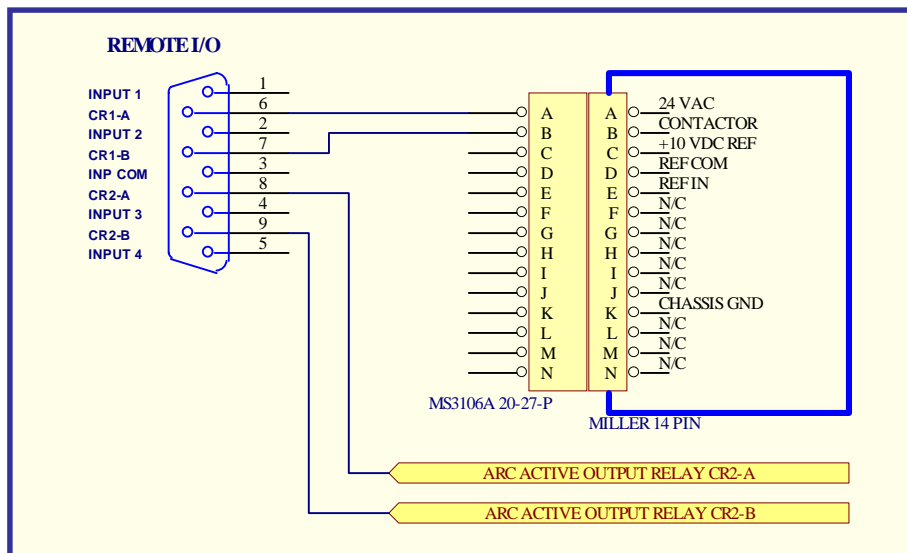 REMOTE I/O
INPUT 1
CR1-A
INPUT 2
CR1-B
INP COM
CR2-A
INPUT 3
CR2-B
INPUT 4
1
6
2
7
3
8
4
9
5
A
B
C
D
E
F
G
H
I
J
K
L
M
N
A
B
C
D
E
F
G
H
I
J
K
L
M
N
24 VAC
CONTACTOR
+10 VDC REF
REF COM
REF IN
N/C
N/C
N/C
N/C
N/C
CHASSIS GND
N/C
N/C
N/C
MS3106A 20-27-P
MILLER 14 PIN
ARC ACTIVE OUTPUT RELAY CR2-A
ARC ACTIVE OUTPUT RELAY CR2-B